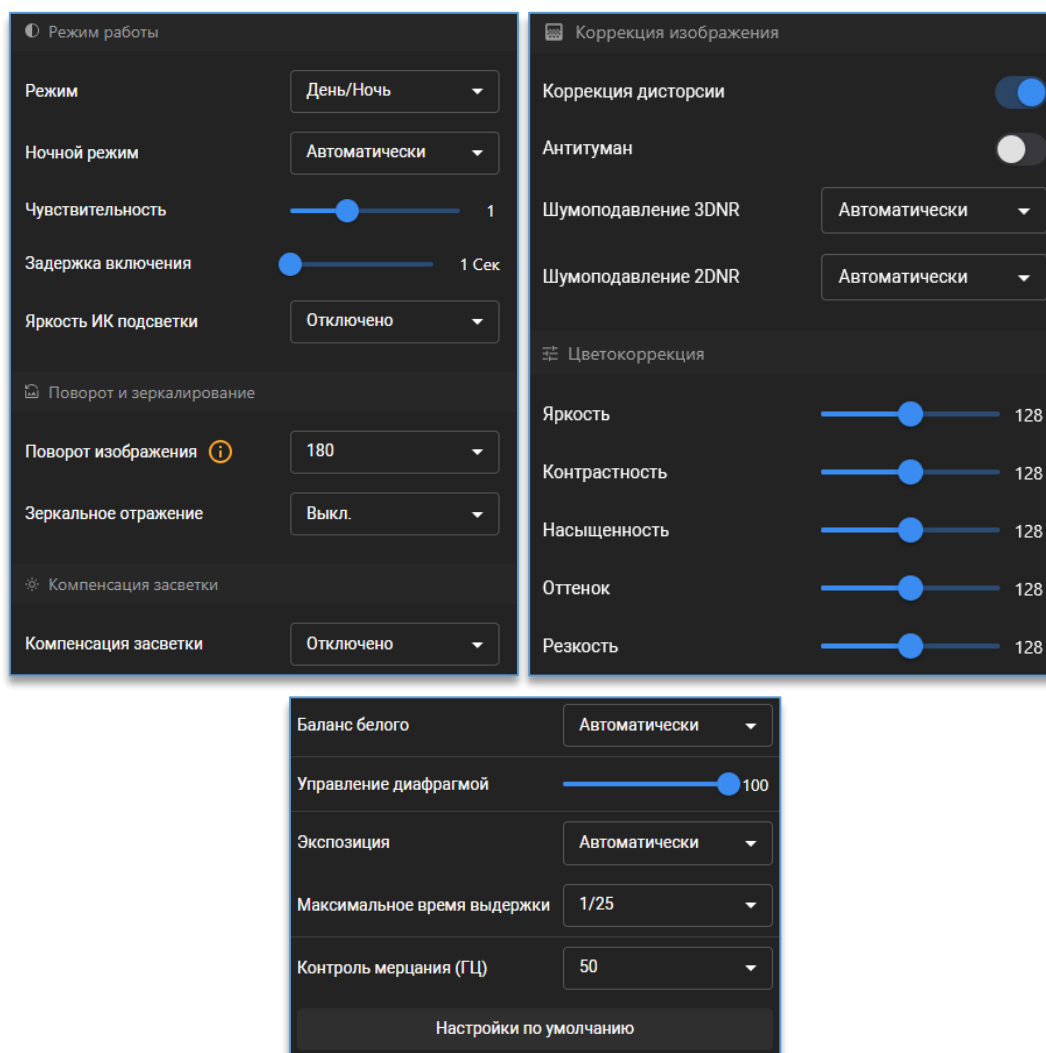 Режим работы
Режим День/Ночь
Ночной режим Автоматически
Чувствительность 1
Задержка включения 1 Сек
Яркость ИК подсветки Отключено
Поворот и зеркалирование
Поворот изображения 180
Зеркальное отражение Выкл.
Компенсация засветки
Компенсация засветки Отключено
Коррекция изображения
Коррекция дисторсии
Антитуман
Шумоподавление 3DNR Автоматически
Шумоподавление 2DNR Автоматически
Цветокоррекция
Яркость 128
Контрастность 128
Насыщенность 128
Оттенок 128
Резкость 128
Баланс белого Автоматически
Управление диафрагмой 100
Экспозиция Автоматически
Максимальное время выдержки 1/25
Контроль мерцания (ГЦ) 50
Настройки по умолчанию